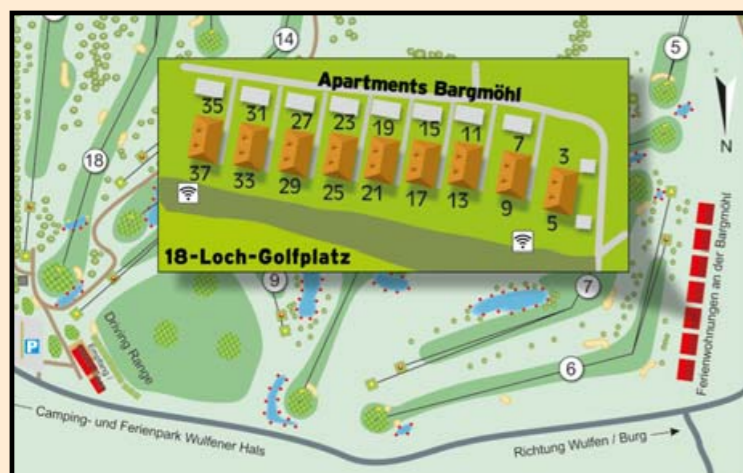 14
5
18
Apartments Bargmöhl
35 31 27 23 19 15 11 7 3
37 33 29 25 21 17 13 9 5
18-Loch-Golfplatz
N
9
7
6
P
Driving Range
Ferienwohnungen an der Bargmöhl
Camping- und Ferienpark Wulfener Hals
Richtung Wulfen / Burg